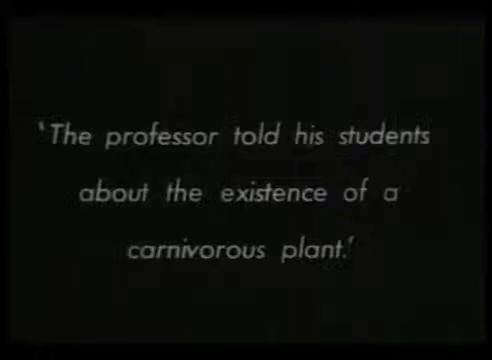 'The professor told his students
about the existence of a
carnivorous plant.'